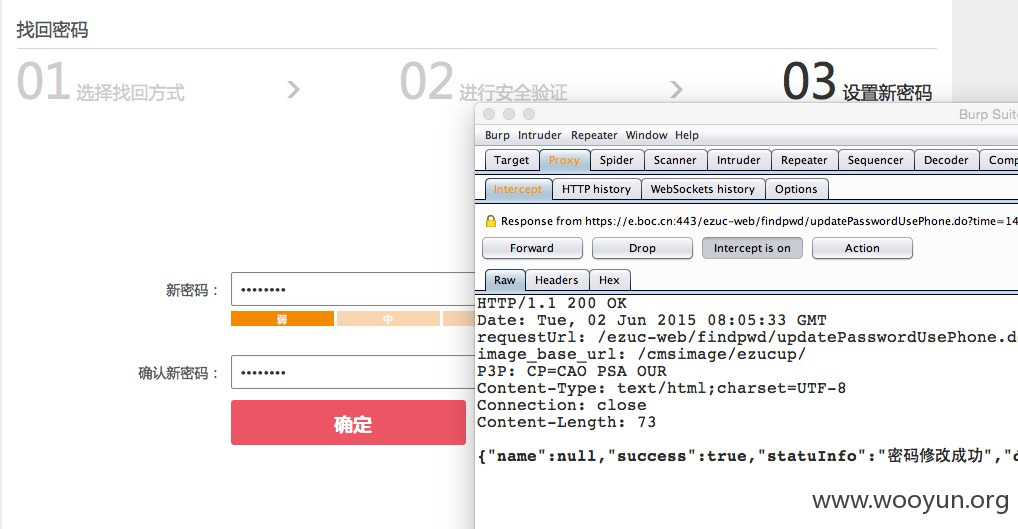 找回密码
01 选择找回方式 > 02 进行安全验证 > 03 设置新密码
Burp Suit
Burp Intruder Repeater Window Help
Target Proxy Spider Scanner Intruder Repeater Sequencer Decoder Comp
Intercept HTTP history WebSockets history Options
Response from https://e.boc.cn:443/ezuc-web/findpwd/updatePasswordUsePhone.do?time=14
Forward Drop Intercept is on Action
Raw Headers Hex
HTTP/1.1 200 OK
Date: Tue, 02 Jun 2015 08:05:33 GMT
requestUrl: /ezuc-web/findpwd/updatePasswordUsePhone.do
image_base_url: /cmsimage/ezucup/
P3P: CP=CAO PSA OUR
Content-Type: text/html;charset=UTF-8
Connection: close
Content-Length: 73
{"name":null,"success":true,"statuInfo":"密码修改成功","d
新密码: ••••••••
弱 中
确认新密码: ••••••••
确定
www.wooyun.org